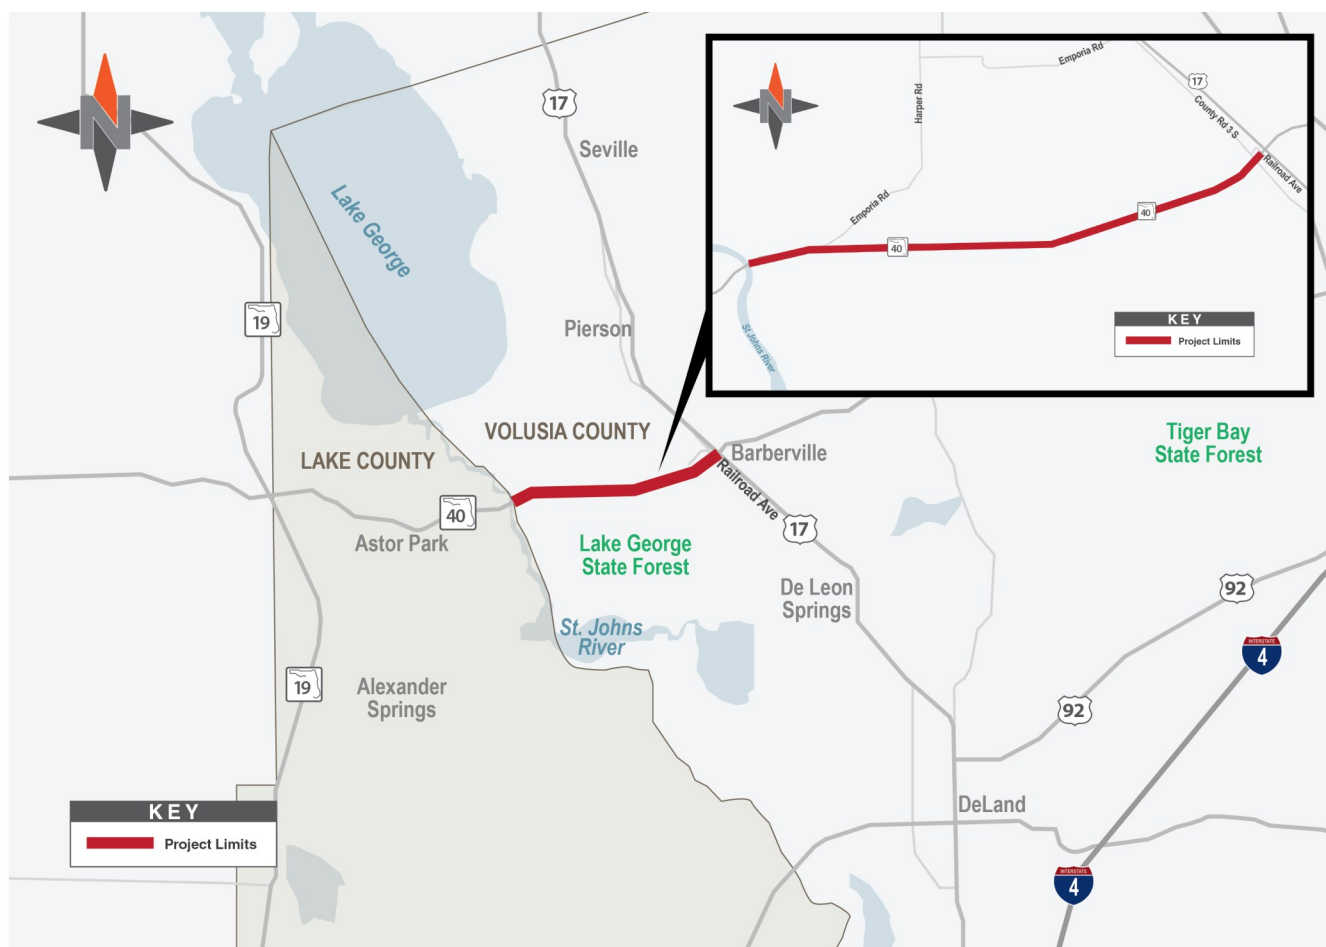 N
17
Seville
Lake George
19
Pierson
VOLUSIA COUNTY
LAKE COUNTY
Barberville
Railroad Ave
40
Astor Park
Lake George
State Forest
17
De Leon
Springs
St. Johns
River
19
Alexander
Springs
Tiger Bay
State Forest
92
INTERSTATE
4
92
DeLand
INTERSTATE
4
KEY
Project Limits
N
Emporia Rd
17
Harper Rd
County Rd 3 S
Railroad Ave
Emporia Rd
40
40
St. Johns River
KEY
Project Limits